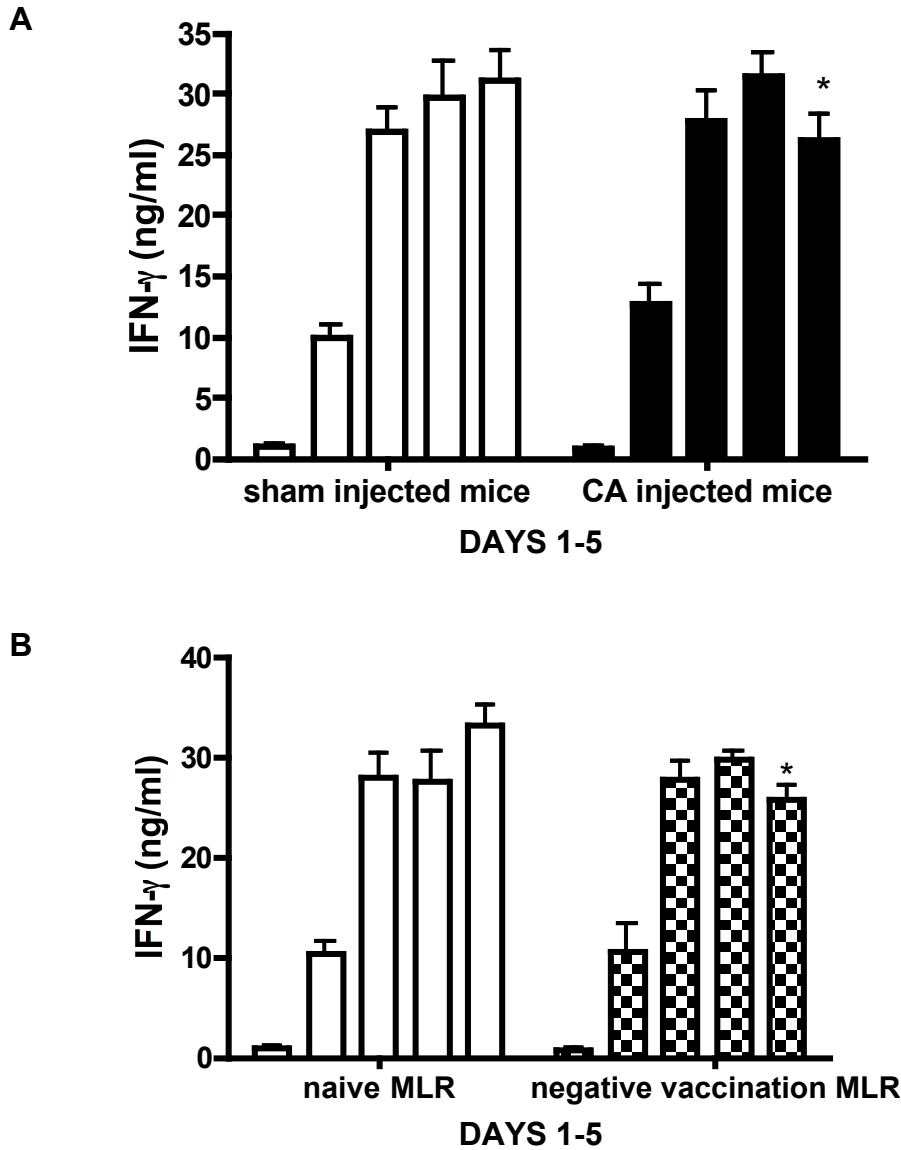 A
IFN-γ (ng/ml)
35
30
25
20
15
10
5
0
*
sham injected mice CA injected mice
DAYS 1-5
B
IFN-γ (ng/ml)
40
30
20
10
0
*
naive MLR negative vaccination MLR
DAYS 1-5